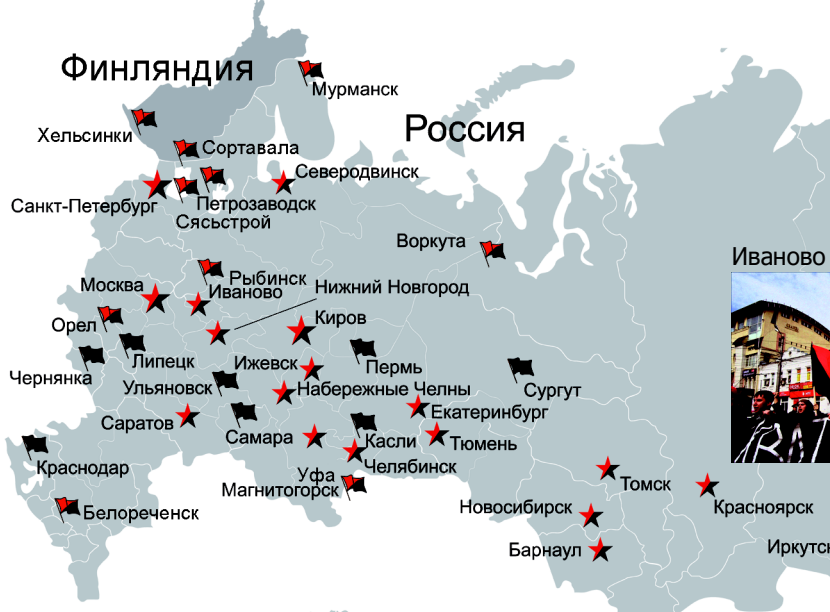 Финляндия
Мурманск
Россия
Хельсинки
Сортавала
Северодвинск
Санкт-Петербург
Петрозаводск
Сясьстрой
Воркута
Иваново
Рыбинск
Москва
Иваново
Нижний Новгород
Орел
Киров
Липецк
Ижевск
Пермь
Чернянка
Ульяновск
Набережные Челны
Сургут
Саратов
Самара
Екатеринбург
Касли
Тюмень
Краснодар
Челябинск
Уфа
Магнитогорск
Томск
Белореченск
Новосибирск
Красноярск
Барнаул
Иркутск